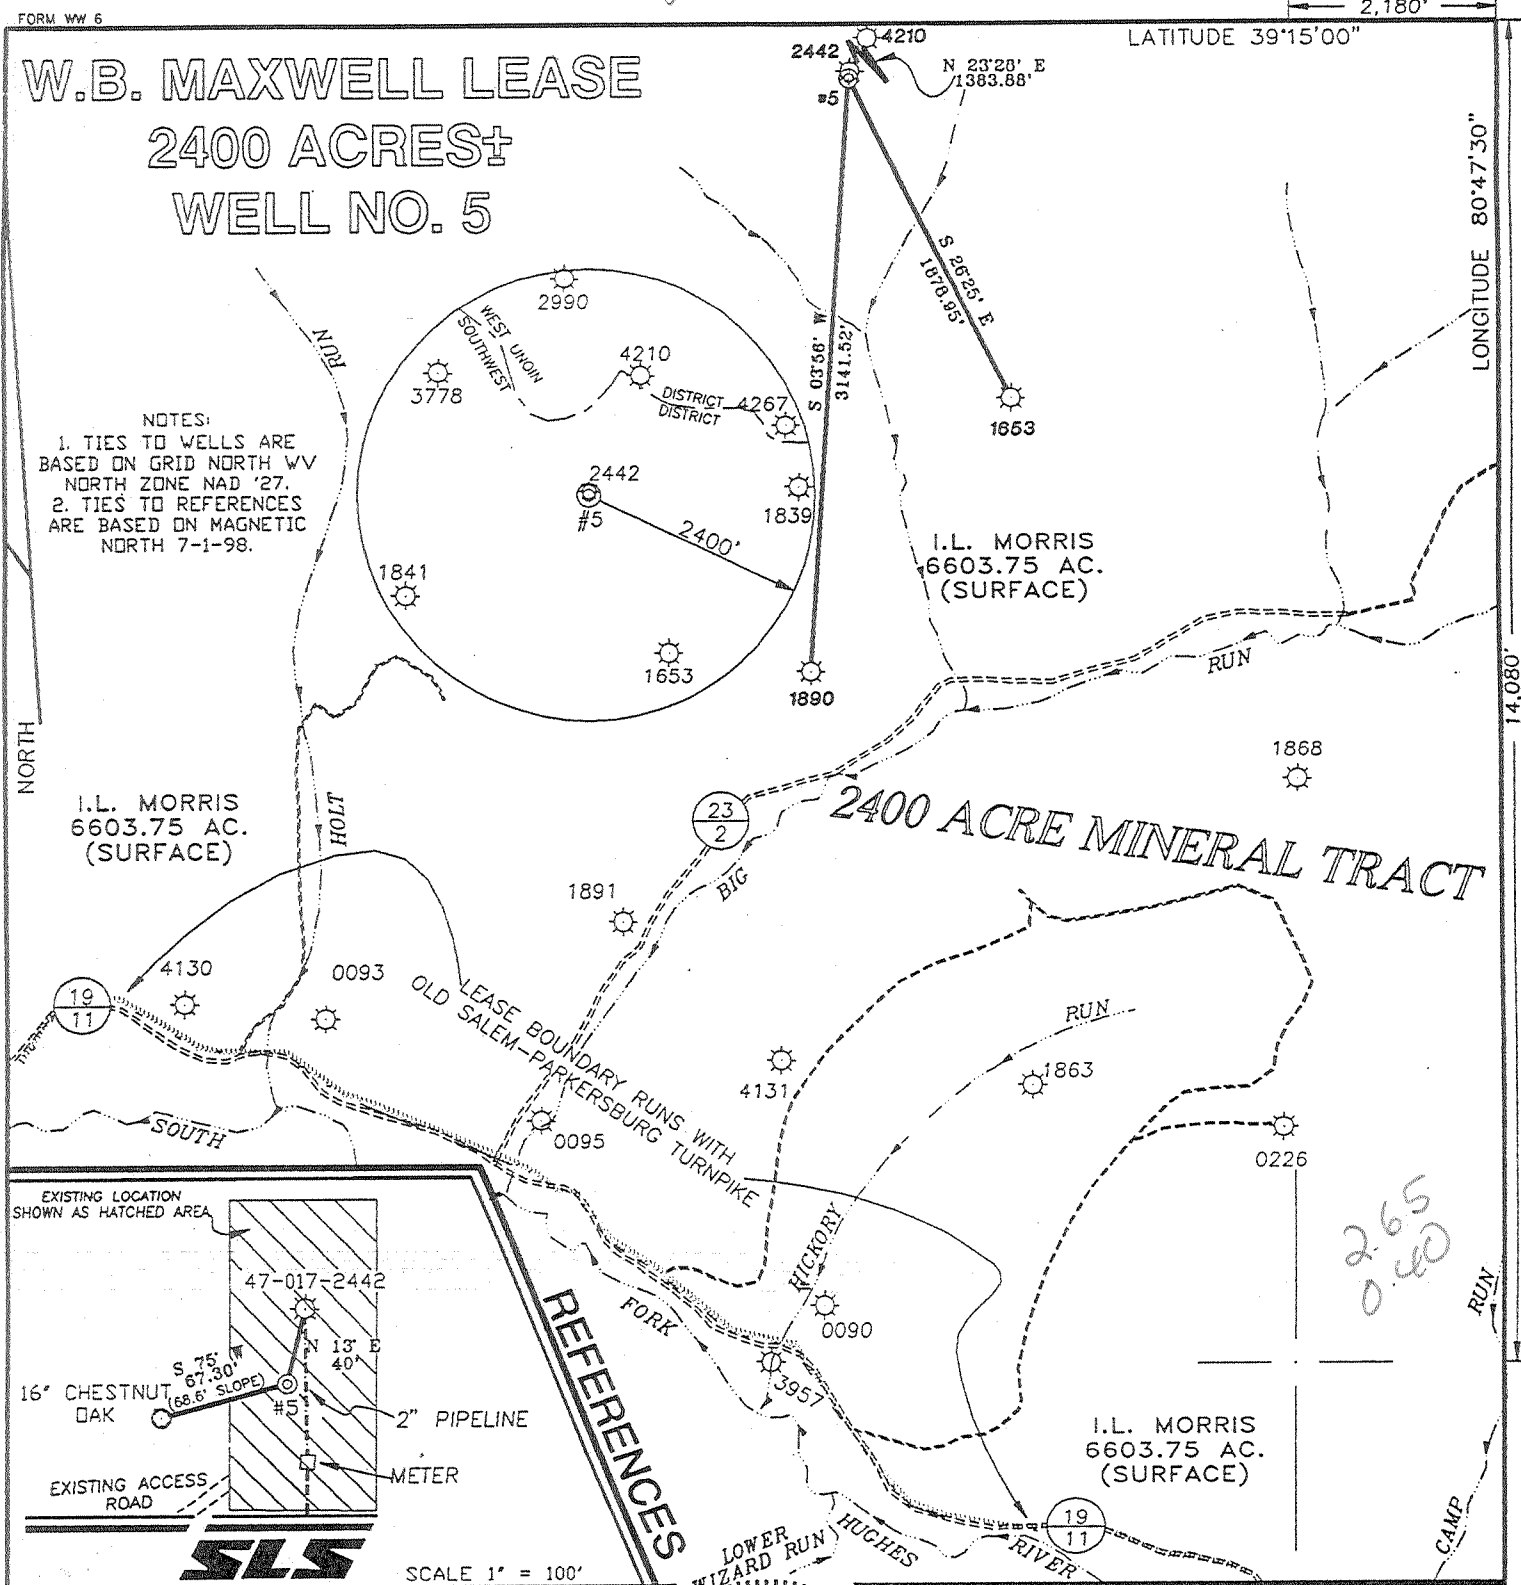 FORM WW 6
2,180'
LATITUDE 39°15'00"
W.B. MAXWELL LEASE
2400 ACRES±
WELL NO. 5
4210
2442
#5
N 23°28' E
1383.88'
LONGITUDE 80°47'30"
S 26°25' E
1878.95'
S 03°56' W
3141.52'
1653
1890
2990
WEST UNOIN
SOUTHWEST
3778
4210
DISTRICT
DISTRICT
4267
2442
#5
1839
2400'
1841
1653
RUN
NOTES:
1. TIES TO WELLS ARE
BASED ON GRID NORTH WV
NORTH ZONE NAD '27.
2. TIES TO REFERENCES
ARE BASED ON MAGNETIC
NORTH 7-1-98.
I.L. MORRIS
6603.75 AC.
(SURFACE)
RUN
14,080'
NORTH
1868
I.L. MORRIS
6603.75 AC.
(SURFACE)
HOLT
23
2
2400 ACRE MINERAL TRACT
BIG
1891
4130
0093
19
11
LEASE BOUNDARY RUNS WITH
OLD SALEM-PARKERSBURG TURNPIKE
RUN
4131
1863
0095
0226
SOUTH
2.65
0.40
HICKORY
RUN
FORK
0090
3957
EXISTING LOCATION
SHOWN AS HATCHED AREA
47-017-2442
N 13° E
40'
S 75° W
67.30'
(68.6' SLOPE)
16" CHESTNUT
OAK
#5
2" PIPELINE
METER
EXISTING ACCESS
ROAD
REFERENCES
I.L. MORRIS
6603.75 AC.
(SURFACE)
19
11
CAMP
LOWER
WIZARD RUN
HUGHES
RIVER
SLS
SCALE 1" = 100'